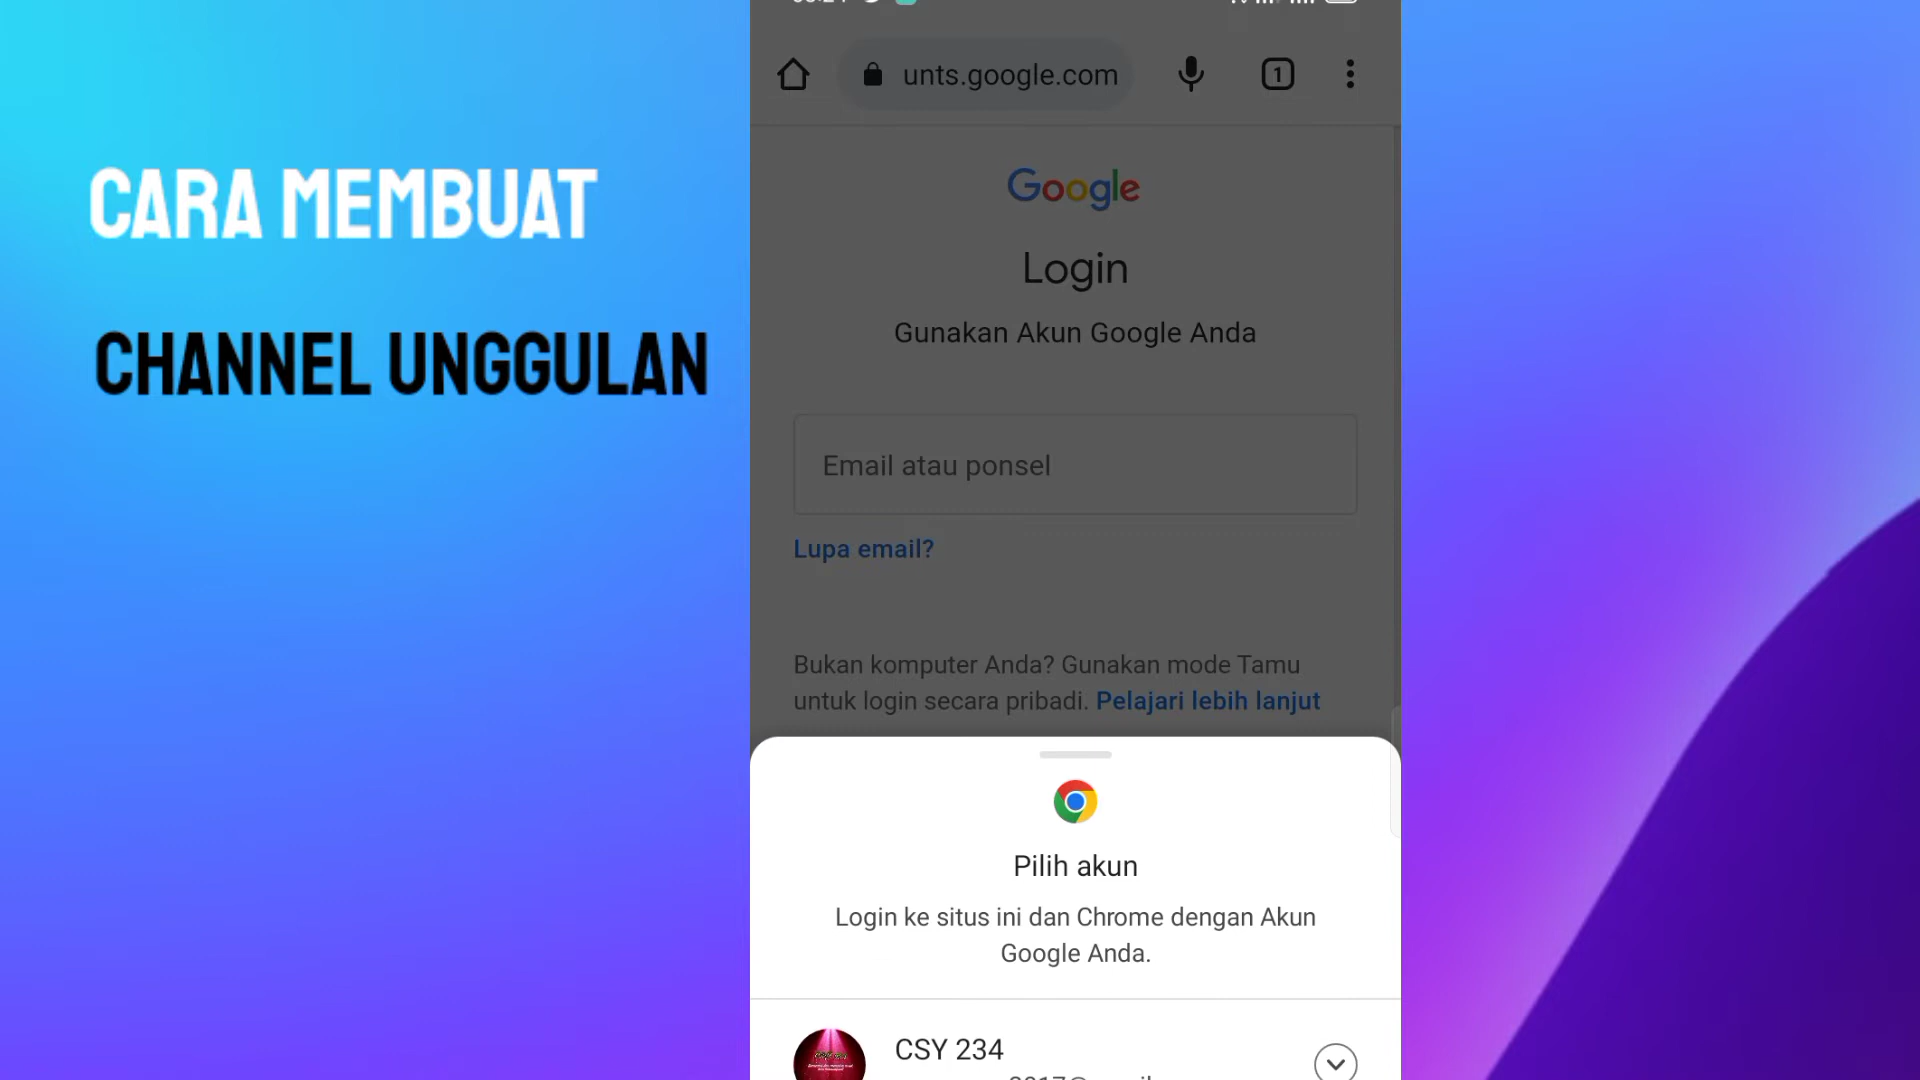 CARA MEMBUAT
CHANNEL UNGGULAN
unts.google.com
1
Google
Login
Gunakan Akun Google Anda
Email atau ponsel
Lupa email?
Bukan komputer Anda? Gunakan mode Tamu
untuk login secara pribadi. Pelajari lebih lanjut
Pilih akun
Login ke situs ini dan Chrome dengan Akun
Google Anda.
CSY 234